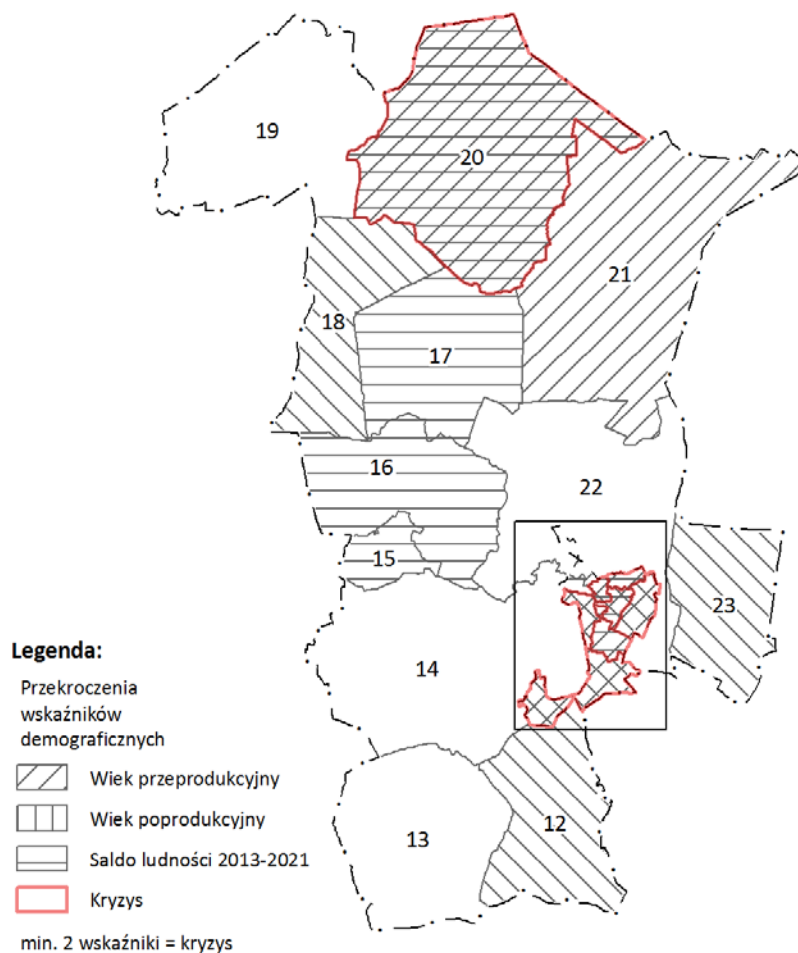 19
20
21
18
17
16
22
15
23
14
12
13
Legenda:
Przekroczenia
wskaźników
demograficznych
Wiek przeprodukcyjny
Wiek poprodukcyjny
Saldo ludności 2013-2021
Kryzys
min. 2 wskaźniki = kryzys